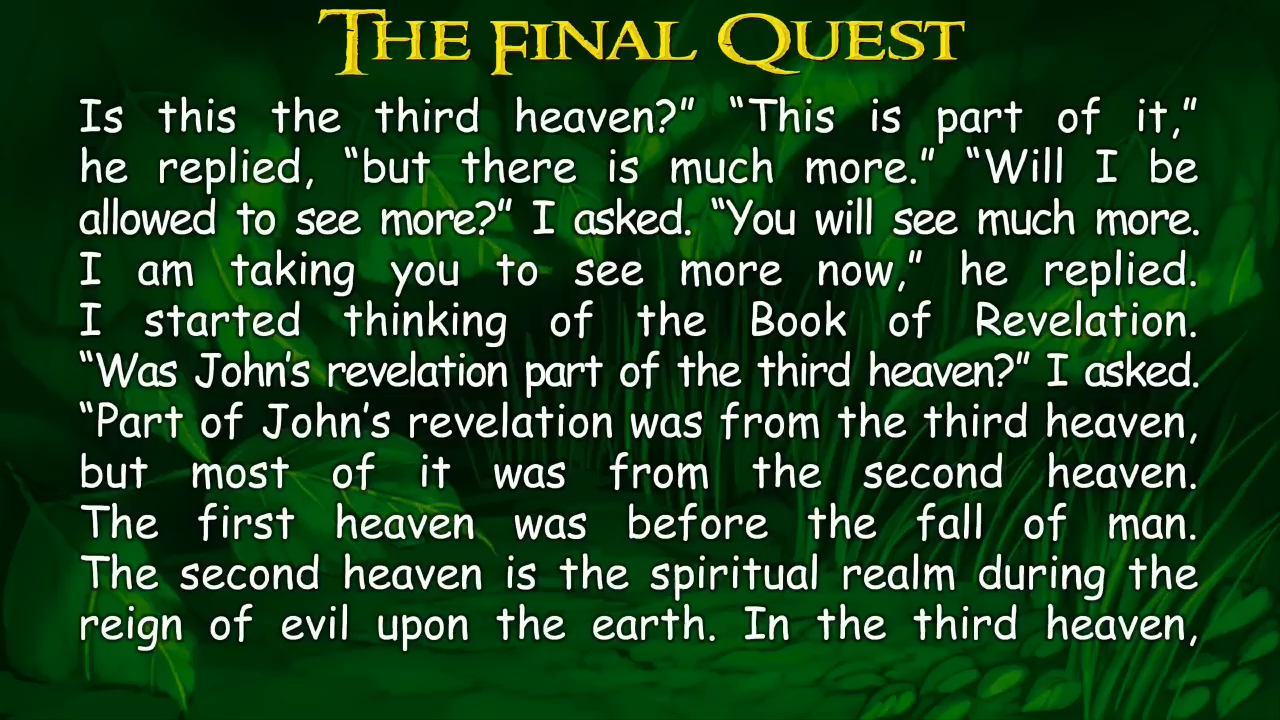 THE FINAL QUEST
Is this the third heaven?” “This is part of it,”
he replied, “but there is much more.” “Will I be
allowed to see more?” I asked. “You will see much more.
I am taking you to see more now,” he replied.
I started thinking of the Book of Revelation.
“Was John’s revelation part of the third heaven?” I asked.
“Part of John’s revelation was from the third heaven,
but most of it was from the second heaven.
The first heaven was before the fall of man.
The second heaven is the spiritual realm during the
reign of evil upon the earth. In the third heaven,